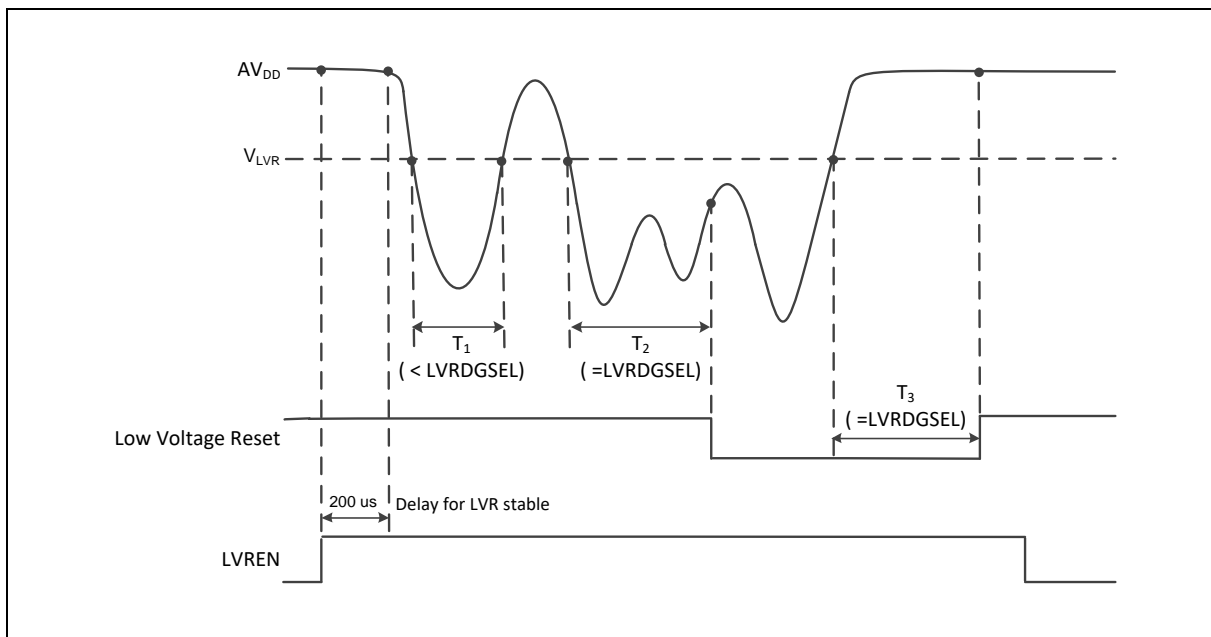 AVDD
VLVR
T1
( < LVRDGSEL)
T2
( =LVRDGSEL)
T3
( =LVRDGSEL)
Low Voltage Reset
200 us
Delay for LVR stable
LVREN